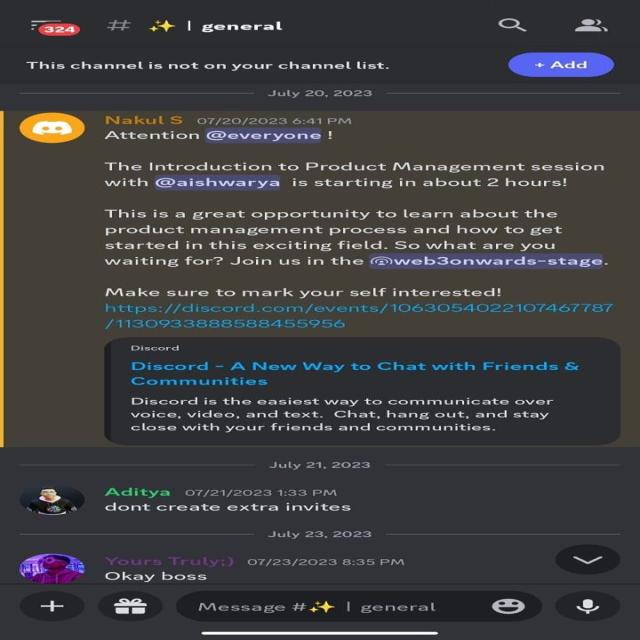 324 # ✨ | general
This channel is not on your channel list. + Add
July 20, 2023
Nakul S 07/20/2023 6:41 PM
Attention @everyone !
The Introduction to Product Management session
with @aishwarya is starting in about 2 hours!
This is a great opportunity to learn about the
product management process and how to get
started in this exciting field. So what are you
waiting for? Join us in the web3onwards-stage.
Make sure to mark your self interested!
https://discord.com/events/1063054022107467787
/1130933888588455956
Discord
Discord - A New Way to Chat with Friends &
Communities
Discord is the easiest way to communicate over
voice, video, and text. Chat, hang out, and stay
close with your friends and communities.
July 21, 2023
Aditya 07/21/2023 1:33 PM
dont create extra invites
July 23, 2023
Yours Truly;) 07/23/2023 8:35 PM
Okay boss
Message #✨ | general